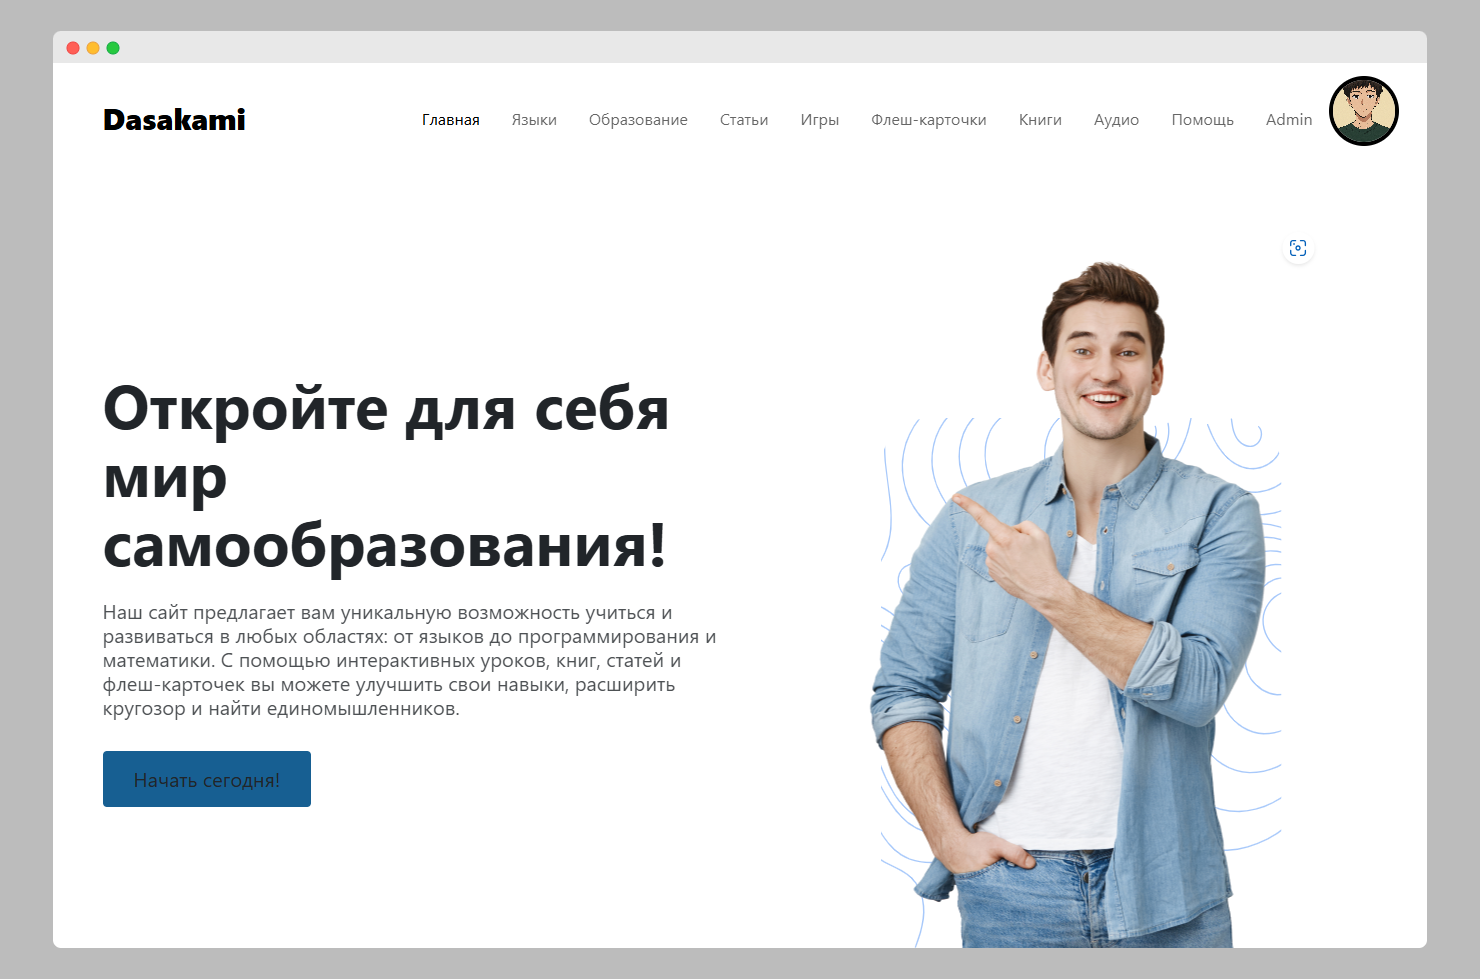 Dasakami
Главная Языки Образование Статьи Игры Флеш-карточки Книги Аудио Помощь Admin
Откройте для себя
мир
самообразования!
Наш сайт предлагает вам уникальную возможность учиться и
развиваться в любых областях: от языков до программирования и
математики. С помощью интерактивных уроков, книг, статей и
флеш-карточек вы можете улучшить свои навыки, расширить
кругозор и найти единомышленников.
Начать сегодня!